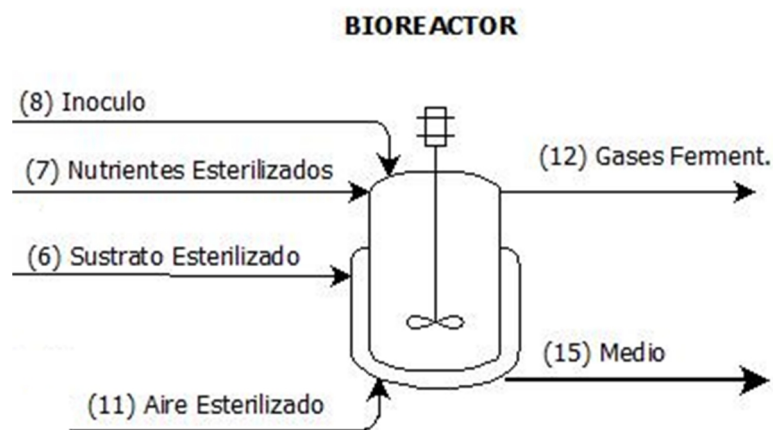 BIOREACTOR
(8) Inoculo
(7) Nutrientes Esterilizados
(12) Gases Ferment.
(6) Sustrato Esterilizado
(15) Medio
(11) Aire Esterilizado